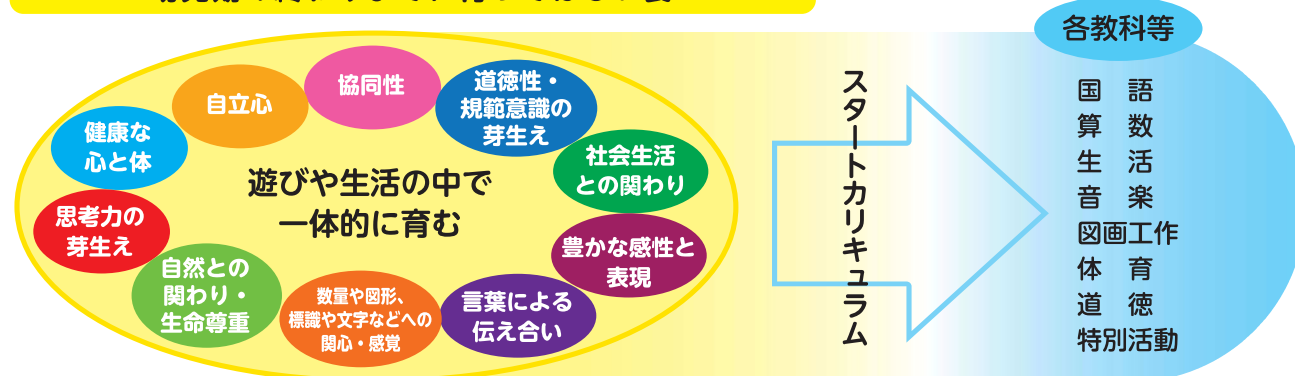 各教科等
協同性
自立心
道徳性・
規範意識の
芽生え
健康な
心と体
社会生活
との関わり
遊びや生活の中で
一体的に育む
思考力の
芽生え
豊かな感性と
表現
自然との
関わり・
生命尊重
数量や図形、
標識や文字などへの
関心・感覚
言葉による
伝え合い
スタートカリキュラム
国　語
算　数
生　活
音　楽
図画工作
体　育
道　徳
特別活動